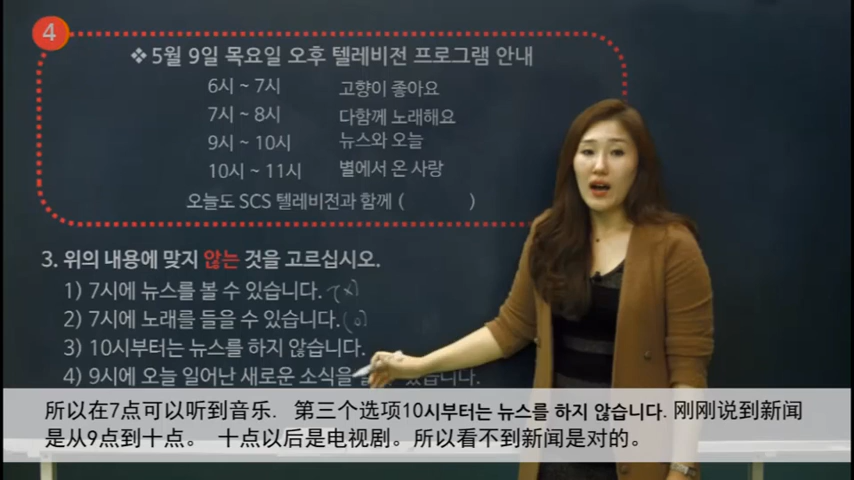 4
❖ 5월 9일 목요일 오후 텔레비전 프로그램 안내
6시 ~ 7시 고향이 좋아요
7시 ~ 8시 다함께 노래해요
9시 ~ 10시 뉴스와 오늘
10시 ~ 11시 별에서 온 사랑
오늘도 SCS 텔레비전과 함께 ( )
3. 위의 내용에 맞지 않는 것을 고르십시오.
1) 7시에 뉴스를 볼 수 있습니다.
2) 7시에 노래를 들을 수 있습니다.
3) 10시부터는 뉴스를 하지 않습니다.
4) 9시에 오늘 일어난 새로운 소식을 있습니다.
所以在7点可以听到音乐. 第三个选项10시부터는 뉴스를 하지 않습니다. 刚刚说到新闻
是从9点到十点。 十点以后是电视剧。所以看不到新闻是对的。